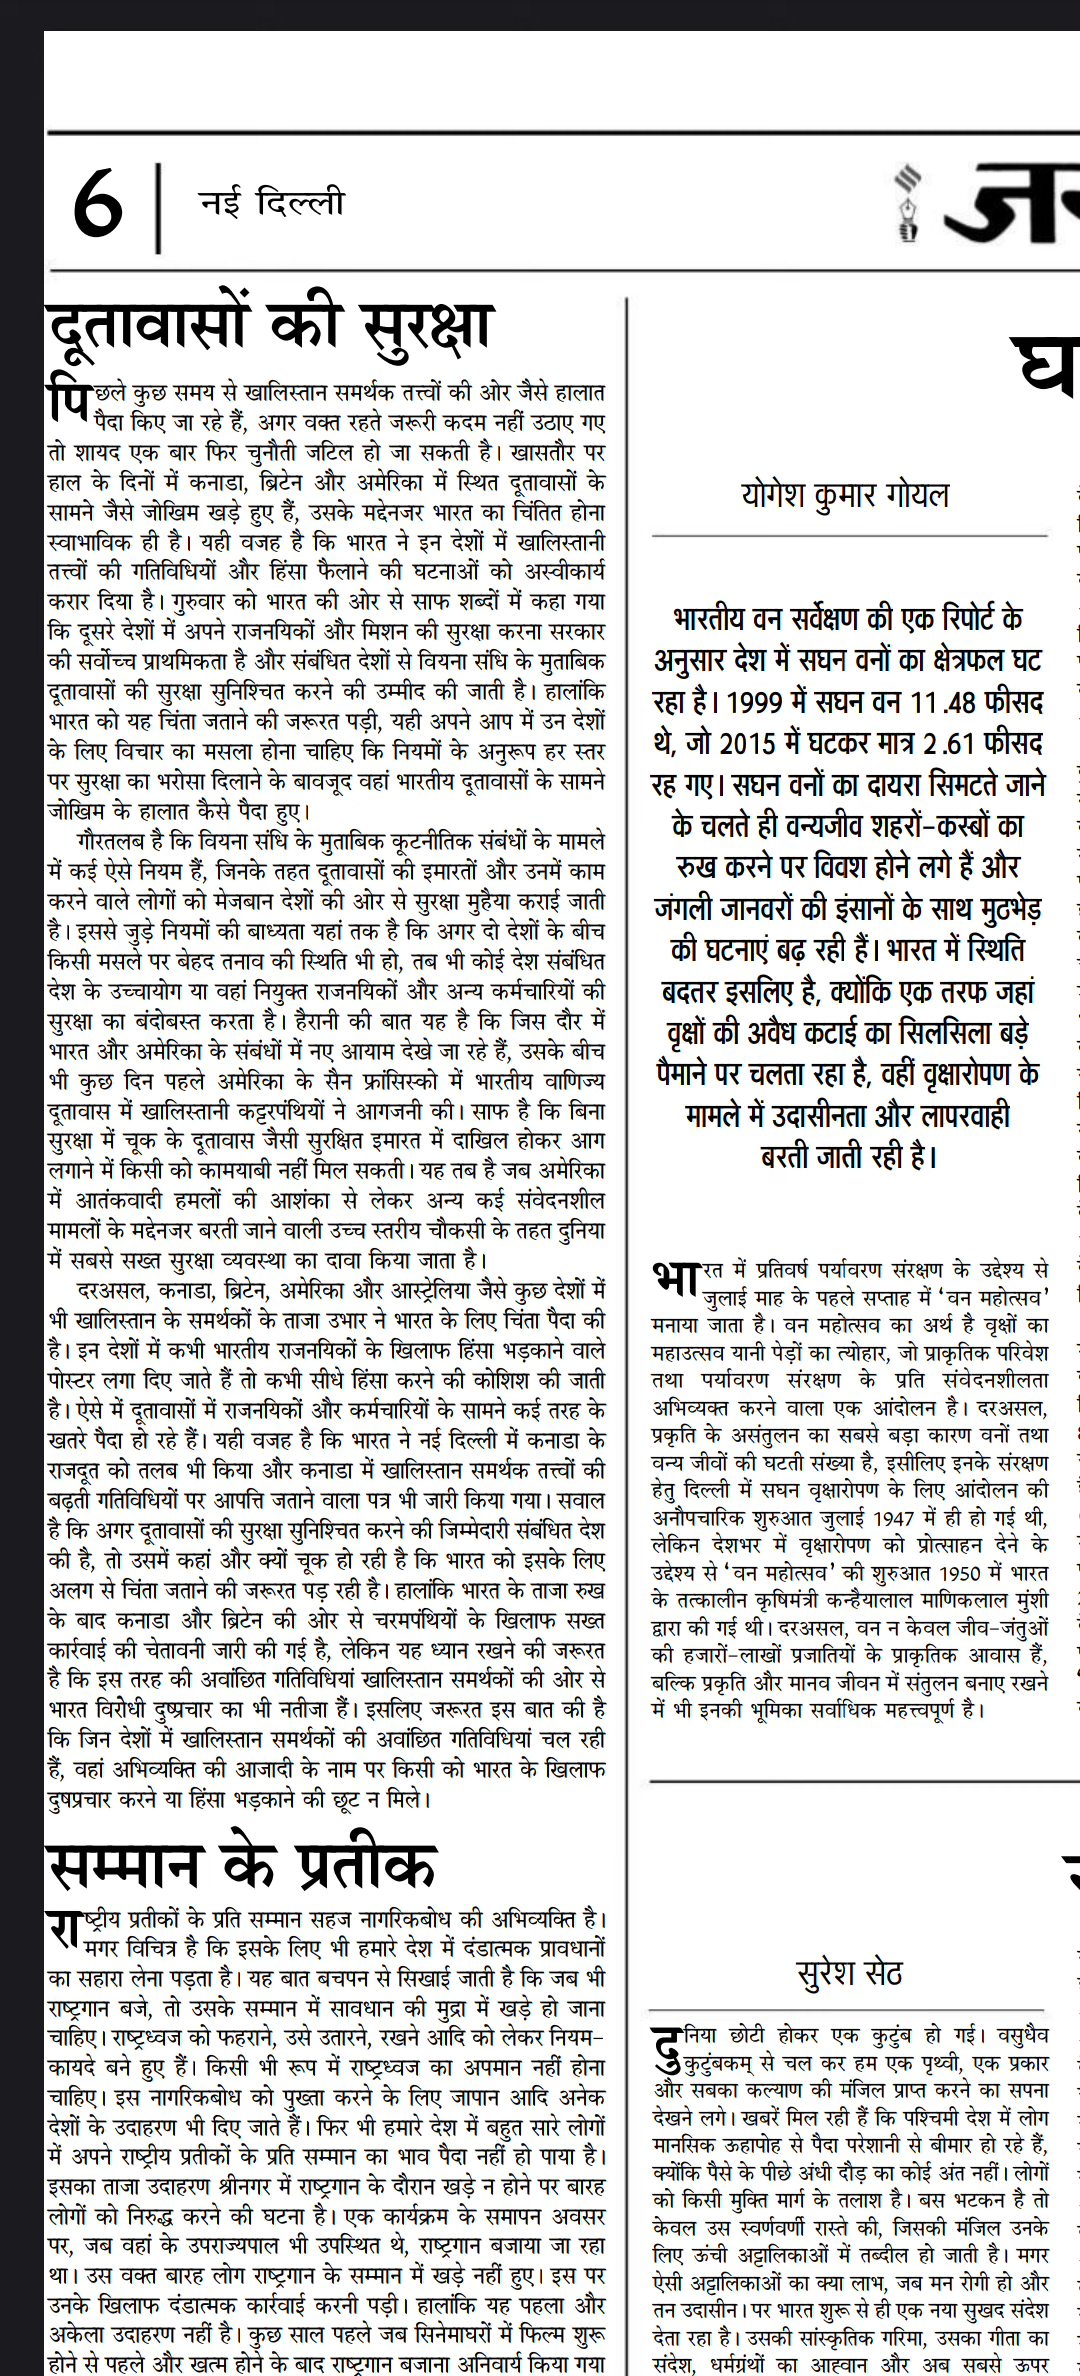 6
नई दिल्ली
दूतावासों की सुरक्षा
पिछले कुछ समय से खालिस्तान समर्थक तत्त्वों की ओर जैसे हालात
पैदा किए जा रहे हैं, अगर वक्त रहते जरूरी कदम नहीं उठाए गए
तो शायद एक बार फिर चुनौती जटिल हो जा सकती है। खासतौर पर
हाल के दिनों में कनाडा, ब्रिटेन और अमेरिका में स्थित दूतावासों के
सामने जैसे जोखिम खड़े हुए हैं, उसके मद्देनजर भारत का चिंतित होना
स्वाभाविक ही है। यही वजह है कि भारत ने इन देशों में खालिस्तानी
तत्त्वों की गतिविधियों और हिंसा फैलाने की घटनाओं को अस्वीकार्य
करार दिया है। गुरुवार को भारत की ओर से साफ शब्दों में कहा गया
कि दूसरे देशों में अपने राजनयिकों और मिशन की सुरक्षा करना सरकार
की सर्वोच्च प्राथमिकता है और संबंधित देशों से वियना संधि के मुताबिक
दूतावासों की सुरक्षा सुनिश्चित करने की उम्मीद की जाती है। हालांकि
भारत को यह चिंता जताने की जरूरत पड़ी, यही अपने आप में उन देशों
के लिए विचार का मसला होना चाहिए कि नियमों के अनुरूप हर स्तर
पर सुरक्षा का भरोसा दिलाने के बावजूद वहां भारतीय दूतावासों के सामने
जोखिम के हालात कैसे पैदा हुए।
गौरतलब है कि वियना संधि के मुताबिक कूटनीतिक संबंधों के मामले
में कई ऐसे नियम हैं, जिनके तहत दूतावासों की इमारतों और उनमें काम
करने वाले लोगों को मेजबान देशों की ओर से सुरक्षा मुहैया कराई जाती
है। इससे जुड़े नियमों की बाध्यता यहां तक है कि अगर दो देशों के बीच
किसी मसले पर बेहद तनाव की स्थिति भी हो, तब भी कोई देश संबंधित
देश के उच्चायोग या वहां नियुक्त राजनयिकों और अन्य कर्मचारियों की
सुरक्षा का बंदोबस्त करता है। हैरानी की बात यह है कि जिस दौर में
भारत और अमेरिका के संबंधों में नए आयाम देखे जा रहे हैं, उसके बीच
भी कुछ दिन पहले अमेरिका के सैन फ्रांसिस्को में भारतीय वाणिज्य
दूतावास में खालिस्तानी कट्टरपंथियों ने आगजनी की। साफ है कि बिना
सुरक्षा में चूक के दूतावास जैसी सुरक्षित इमारत में दाखिल होकर आग
लगाने में किसी को कामयाबी नहीं मिल सकती। यह तब है जब अमेरिका
में आतंकवादी हमलों की आशंका से लेकर अन्य कई संवेदनशील
मामलों के मद्देनजर बरती जाने वाली उच्च स्तरीय चौकसी के तहत दुनिया
में सबसे सख्त सुरक्षा व्यवस्था का दावा किया जाता है।
दरअसल, कनाडा, ब्रिटेन, अमेरिका और आस्ट्रेलिया जैसे कुछ देशों में
भी खालिस्तान के समर्थकों के ताजा उभार ने भारत के लिए चिंता पैदा की
है। इन देशों में कभी भारतीय राजनयिकों के खिलाफ हिंसा भड़काने वाले
पोस्टर लगा दिए जाते हैं तो कभी सीधे हिंसा करने की कोशिश की जाती
है। ऐसे में दूतावासों में राजनयिकों और कर्मचारियों के सामने कई तरह के
खतरे पैदा हो रहे हैं। यही वजह है कि भारत ने नई दिल्ली में कनाडा के
राजदूत को तलब भी किया और कनाडा में खालिस्तान समर्थक तत्त्वों की
बढ़ती गतिविधियों पर आपत्ति जताने वाला पत्र भी जारी किया गया। सवाल
है कि अगर दूतावासों की सुरक्षा सुनिश्चित करने की जिम्मेदारी संबंधित देश
की है, तो उसमें कहां और क्यों चूक हो रही है कि भारत को इसके लिए
अलग से चिंता जताने की जरूरत पड़ रही है। हालांकि भारत के ताजा रुख
के बाद कनाडा और ब्रिटेन की ओर से चरमपंथियों के खिलाफ सख्त
कार्रवाई की चेतावनी जारी की गई है, लेकिन यह ध्यान रखने की जरूरत
है कि इस तरह की अवांछित गतिविधियां खालिस्तान समर्थकों की ओर से
भारत विरोधी दुष्प्रचार का भी नतीजा हैं। इसलिए जरूरत इस बात की है
कि जिन देशों में खालिस्तान समर्थकों की अवांछित गतिविधियां चल रही
हैं, वहां अभिव्यक्ति की आजादी के नाम पर किसी को भारत के खिलाफ
दुषप्रचार करने या हिंसा भड़काने की छूट न मिले।
सम्मान के प्रतीक
राष्ट्रीय प्रतीकों के प्रति सम्मान सहज नागरिकबोध की अभिव्यक्ति है।
मगर विचित्र है कि इसके लिए भी हमारे देश में दंडात्मक प्रावधानों
का सहारा लेना पड़ता है। यह बात बचपन से सिखाई जाती है कि जब भी
राष्ट्रगान बजे, तो उसके सम्मान में सावधान की मुद्रा में खड़े हो जाना
चाहिए। राष्ट्रध्वज को फहराने, उसे उतारने, रखने आदि को लेकर नियम-
कायदे बने हुए हैं। किसी भी रूप में राष्ट्रध्वज का अपमान नहीं होना
चाहिए। इस नागरिकबोध को पुख्ता करने के लिए जापान आदि अनेक
देशों के उदाहरण भी दिए जाते हैं। फिर भी हमारे देश में बहुत सारे लोगों
में अपने राष्ट्रीय प्रतीकों के प्रति सम्मान का भाव पैदा नहीं हो पाया है।
इसका ताजा उदाहरण श्रीनगर में राष्ट्रगान के दौरान खड़े न होने पर बारह
लोगों को निरुद्ध करने की घटना है। एक कार्यक्रम के समापन अवसर
पर, जब वहां के उपराज्यपाल भी उपस्थित थे, राष्ट्रगान बजाया जा रहा
था। उस वक्त बारह लोग राष्ट्रगान के सम्मान में खड़े नहीं हुए। इस पर
उनके खिलाफ दंडात्मक कार्रवाई करनी पड़ी। हालांकि यह पहला और
अकेला उदाहरण नहीं है। कुछ साल पहले जब सिनेमाघरों में फिल्म शुरू
होने से पहले और खत्म होने के बाद राष्ट्रगान बजाना अनिवार्य किया गया
योगेश कुमार गोयल
भारतीय वन सर्वेक्षण की एक रिपोर्ट के
अनुसार देश में सघन वनों का क्षेत्रफल घट
रहा है। 1999 में सघन वन 11.48 फीसद
थे, जो 2015 में घटकर मात्र 2.61 फीसद
रह गए। सघन वनों का दायरा सिमटते जाने
के चलते ही वन्यजीव शहरों-कस्बों का
रुख करने पर विवश होने लगे हैं और
जंगली जानवरों की इंसानों के साथ मुठभेड़
की घटनाएं बढ़ रही हैं। भारत में स्थिति
बदतर इसलिए है, क्योंकि एक तरफ जहां
वृक्षों की अवैध कटाई का सिलसिला बड़े
पैमाने पर चलता रहा है, वहीं वृक्षारोपण के
मामले में उदासीनता और लापरवाही
बरती जाती रही है।
भारत में प्रतिवर्ष पर्यावरण संरक्षण के उद्देश्य से
जुलाई माह के पहले सप्ताह में 'वन महोत्सव'
मनाया जाता है। वन महोत्सव का अर्थ है वृक्षों का
महाउत्सव यानी पेड़ों का त्योहार, जो प्राकृतिक परिवेश
तथा पर्यावरण संरक्षण के प्रति संवेदनशीलता
अभिव्यक्त करने वाला एक आंदोलन है। दरअसल,
प्रकृति के असंतुलन का सबसे बड़ा कारण वनों तथा
वन्य जीवों की घटती संख्या है, इसीलिए इनके संरक्षण
हेतु दिल्ली में सघन वृक्षारोपण के लिए आंदोलन की
अनौपचारिक शुरुआत जुलाई 1947 में ही हो गई थी,
लेकिन देशभर में वृक्षारोपण को प्रोत्साहन देने के
उद्देश्य से 'वन महोत्सव' की शुरुआत 1950 में भारत
के तत्कालीन कृषिमंत्री कन्हैयालाल माणिकलाल मुंशी
द्वारा की गई थी। दरअसल, वन न केवल जीव-जंतुओं
की हजारों-लाखों प्रजातियों के प्राकृतिक आवास हैं,
बल्कि प्रकृति और मानव जीवन में संतुलन बनाए रखने
में भी इनकी भूमिका सर्वाधिक महत्त्वपूर्ण है।
सुरेश सेठ
दुनिया छोटी होकर एक कुटुंब हो गई। वसुधैव
कुटुंबकम् से चल कर हम एक पृथ्वी, एक प्रकार
और सबका कल्याण की मंजिल प्राप्त करने का सपना
देखने लगे। खबरें मिल रही हैं कि पश्चिमी देश में लोग
मानसिक ऊहापोह से पैदा परेशानी से बीमार हो रहे हैं,
क्योंकि पैसे के पीछे अंधी दौड़ का कोई अंत नहीं। लोगों
को किसी मुक्ति मार्ग के तलाश है। बस भटकन है तो
केवल उस स्वर्णवर्णी रास्ते की, जिसकी मंजिल उनके
लिए ऊंची अट्टालिकाओं में तब्दील हो जाती है। मगर
ऐसी अट्टालिकाओं का क्या लाभ, जब मन रोगी हो और
तन उदासीन। पर भारत शुरू से ही एक नया सुखद संदेश
देता रहा है। उसकी सांस्कृतिक गरिमा, उसका गीता का
संदेश, धर्मग्रंथों का आह्वान और अब सबसे ऊपर